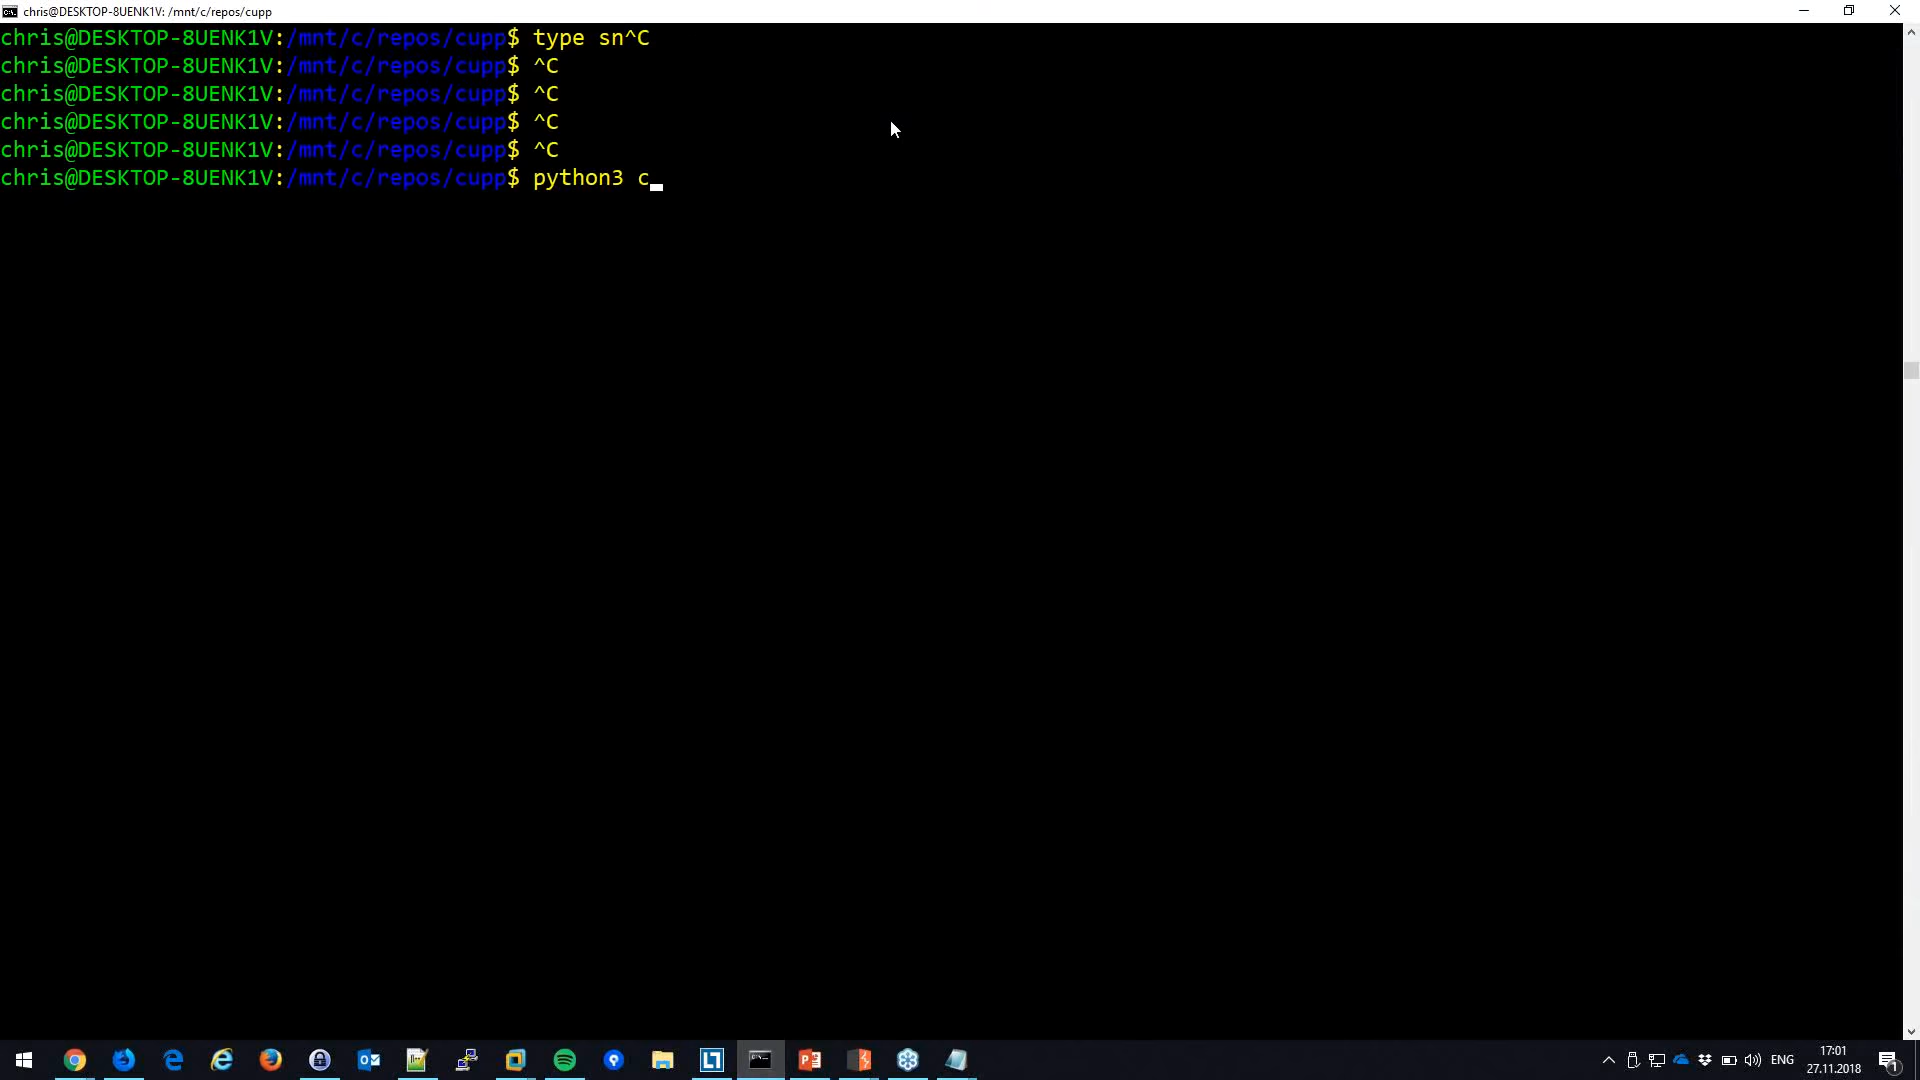 chris@DESKTOP-8UENK1V: /mnt/c/repos/cupp
chris@DESKTOP-8UENK1V:/mnt/c/repos/cupp$ type sn^C
chris@DESKTOP-8UENK1V:/mnt/c/repos/cupp$ ^C
chris@DESKTOP-8UENK1V:/mnt/c/repos/cupp$ ^C
chris@DESKTOP-8UENK1V:/mnt/c/repos/cupp$ ^C
chris@DESKTOP-8UENK1V:/mnt/c/repos/cupp$ ^C
chris@DESKTOP-8UENK1V:/mnt/c/repos/cupp$ python3 c_
ENG
17:01
27.11.2018
1